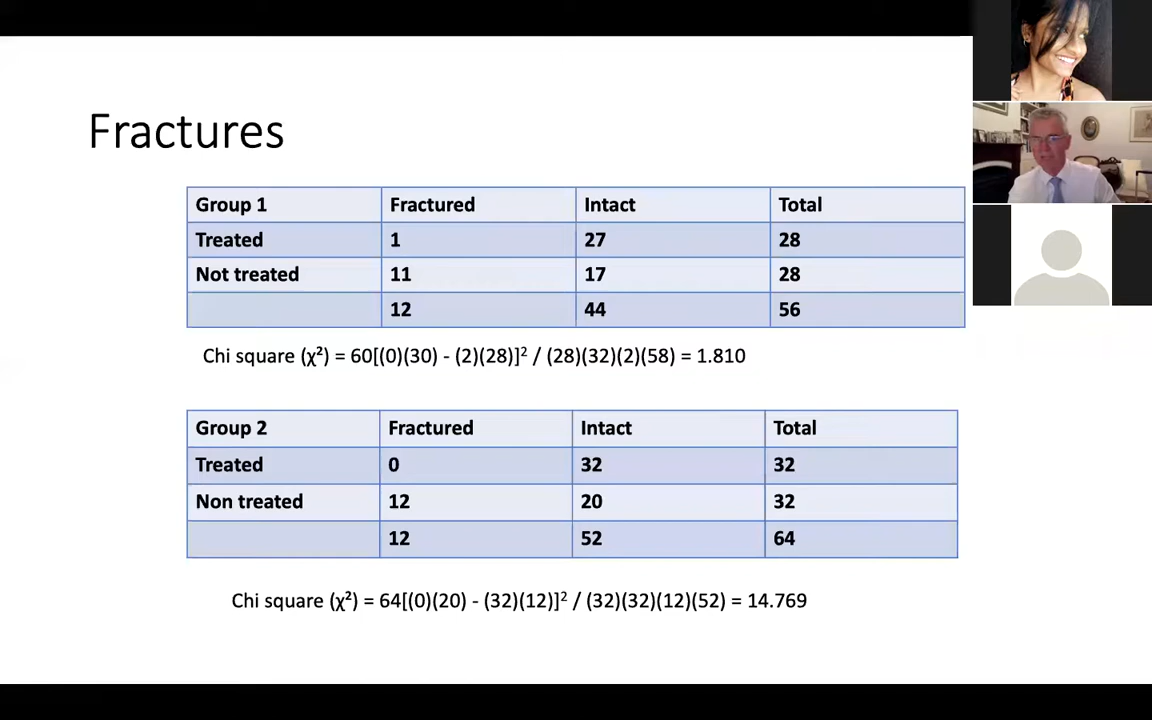 Fractures
Group 1 Fractured Intact Total
Treated 1 27 28
Not treated 11 17 28
12 44 56
Chi square (χ²) = 60[(0)(30) - (2)(28)]² / (28)(32)(2)(58) = 1.810
Group 2 Fractured Intact Total
Treated 0 32 32
Non treated 12 20 32
12 52 64
Chi square (χ²) = 64[(0)(20) - (32)(12)]² / (32)(32)(12)(52) = 14.769